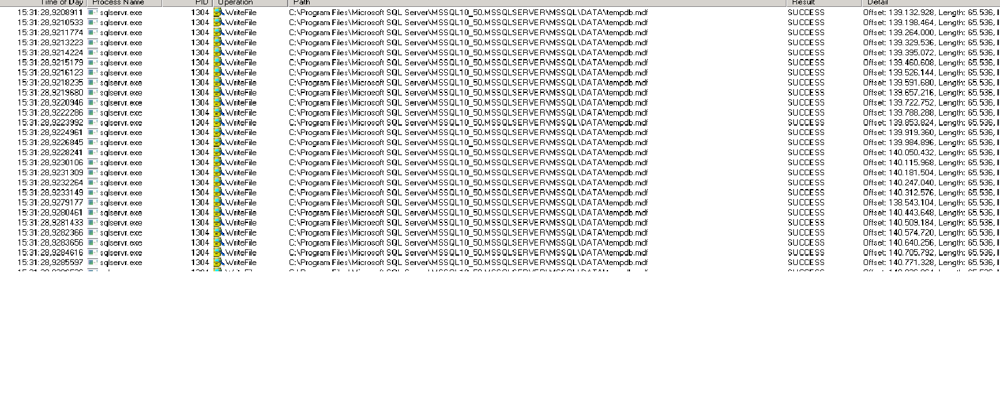 Time of Day Process Name PID Operation Path Result Detail
15:31:28,9208911 sqlservr.exe 1304 WriteFile C:\Program Files\Microsoft SQL Server\MSSQL10_50.MSSQLSERVER\MSSQL\DATA\tempdb.mdf SUCCESS Offset: 139.132.928, Length: 65.536,
15:31:28,9210533 sqlservr.exe 1304 WriteFile C:\Program Files\Microsoft SQL Server\MSSQL10_50.MSSQLSERVER\MSSQL\DATA\tempdb.mdf SUCCESS Offset: 139.198.464, Length: 65.536,
15:31:28,9211774 sqlservr.exe 1304 WriteFile C:\Program Files\Microsoft SQL Server\MSSQL10_50.MSSQLSERVER\MSSQL\DATA\tempdb.mdf SUCCESS Offset: 139.264.000, Length: 65.536,
15:31:28,9213223 sqlservr.exe 1304 WriteFile C:\Program Files\Microsoft SQL Server\MSSQL10_50.MSSQLSERVER\MSSQL\DATA\tempdb.mdf SUCCESS Offset: 139.329.536, Length: 65.536,
15:31:28,9214224 sqlservr.exe 1304 WriteFile C:\Program Files\Microsoft SQL Server\MSSQL10_50.MSSQLSERVER\MSSQL\DATA\tempdb.mdf SUCCESS Offset: 139.395.072, Length: 65.536,
15:31:28,9215179 sqlservr.exe 1304 WriteFile C:\Program Files\Microsoft SQL Server\MSSQL10_50.MSSQLSERVER\MSSQL\DATA\tempdb.mdf SUCCESS Offset: 139.460.608, Length: 65.536,
15:31:28,9216123 sqlservr.exe 1304 WriteFile C:\Program Files\Microsoft SQL Server\MSSQL10_50.MSSQLSERVER\MSSQL\DATA\tempdb.mdf SUCCESS Offset: 139.526.144, Length: 65.536,
15:31:28,9218235 sqlservr.exe 1304 WriteFile C:\Program Files\Microsoft SQL Server\MSSQL10_50.MSSQLSERVER\MSSQL\DATA\tempdb.mdf SUCCESS Offset: 139.591.680, Length: 65.536,
15:31:28,9219680 sqlservr.exe 1304 WriteFile C:\Program Files\Microsoft SQL Server\MSSQL10_50.MSSQLSERVER\MSSQL\DATA\tempdb.mdf SUCCESS Offset: 139.657.216, Length: 65.536,
15:31:28,9220946 sqlservr.exe 1304 WriteFile C:\Program Files\Microsoft SQL Server\MSSQL10_50.MSSQLSERVER\MSSQL\DATA\tempdb.mdf SUCCESS Offset: 139.722.752, Length: 65.536,
15:31:28,9222286 sqlservr.exe 1304 WriteFile C:\Program Files\Microsoft SQL Server\MSSQL10_50.MSSQLSERVER\MSSQL\DATA\tempdb.mdf SUCCESS Offset: 139.788.288, Length: 65.536,
15:31:28,9223992 sqlservr.exe 1304 WriteFile C:\Program Files\Microsoft SQL Server\MSSQL10_50.MSSQLSERVER\MSSQL\DATA\tempdb.mdf SUCCESS Offset: 139.853.824, Length: 65.536,
15:31:28,9224961 sqlservr.exe 1304 WriteFile C:\Program Files\Microsoft SQL Server\MSSQL10_50.MSSQLSERVER\MSSQL\DATA\tempdb.mdf SUCCESS Offset: 139.919.360, Length: 65.536,
15:31:28,9226845 sqlservr.exe 1304 WriteFile C:\Program Files\Microsoft SQL Server\MSSQL10_50.MSSQLSERVER\MSSQL\DATA\tempdb.mdf SUCCESS Offset: 139.984.896, Length: 65.536,
15:31:28,9228241 sqlservr.exe 1304 WriteFile C:\Program Files\Microsoft SQL Server\MSSQL10_50.MSSQLSERVER\MSSQL\DATA\tempdb.mdf SUCCESS Offset: 140.050.432, Length: 65.536,
15:31:28,9230106 sqlservr.exe 1304 WriteFile C:\Program Files\Microsoft SQL Server\MSSQL10_50.MSSQLSERVER\MSSQL\DATA\tempdb.mdf SUCCESS Offset: 140.115.968, Length: 65.536,
15:31:28,9231309 sqlservr.exe 1304 WriteFile C:\Program Files\Microsoft SQL Server\MSSQL10_50.MSSQLSERVER\MSSQL\DATA\tempdb.mdf SUCCESS Offset: 140.181.504, Length: 65.536,
15:31:28,9232264 sqlservr.exe 1304 WriteFile C:\Program Files\Microsoft SQL Server\MSSQL10_50.MSSQLSERVER\MSSQL\DATA\tempdb.mdf SUCCESS Offset: 140.247.040, Length: 65.536,
15:31:28,9233149 sqlservr.exe 1304 WriteFile C:\Program Files\Microsoft SQL Server\MSSQL10_50.MSSQLSERVER\MSSQL\DATA\tempdb.mdf SUCCESS Offset: 140.312.576, Length: 65.536,
15:31:28,9279177 sqlservr.exe 1304 WriteFile C:\Program Files\Microsoft SQL Server\MSSQL10_50.MSSQLSERVER\MSSQL\DATA\tempdb.mdf SUCCESS Offset: 138.543.104, Length: 65.536,
15:31:28,9280461 sqlservr.exe 1304 WriteFile C:\Program Files\Microsoft SQL Server\MSSQL10_50.MSSQLSERVER\MSSQL\DATA\tempdb.mdf SUCCESS Offset: 140.443.648, Length: 65.536,
15:31:28,9281433 sqlservr.exe 1304 WriteFile C:\Program Files\Microsoft SQL Server\MSSQL10_50.MSSQLSERVER\MSSQL\DATA\tempdb.mdf SUCCESS Offset: 140.509.184, Length: 65.536,
15:31:28,9282366 sqlservr.exe 1304 WriteFile C:\Program Files\Microsoft SQL Server\MSSQL10_50.MSSQLSERVER\MSSQL\DATA\tempdb.mdf SUCCESS Offset: 140.574.720, Length: 65.536,
15:31:28,9283656 sqlservr.exe 1304 WriteFile C:\Program Files\Microsoft SQL Server\MSSQL10_50.MSSQLSERVER\MSSQL\DATA\tempdb.mdf SUCCESS Offset: 140.640.256, Length: 65.536,
15:31:28,9284616 sqlservr.exe 1304 WriteFile C:\Program Files\Microsoft SQL Server\MSSQL10_50.MSSQLSERVER\MSSQL\DATA\tempdb.mdf SUCCESS Offset: 140.705.792, Length: 65.536,
15:31:28,9285597 sqlservr.exe 1304 WriteFile C:\Program Files\Microsoft SQL Server\MSSQL10_50.MSSQLSERVER\MSSQL\DATA\tempdb.mdf SUCCESS Offset: 140.771.328, Length: 65.536,